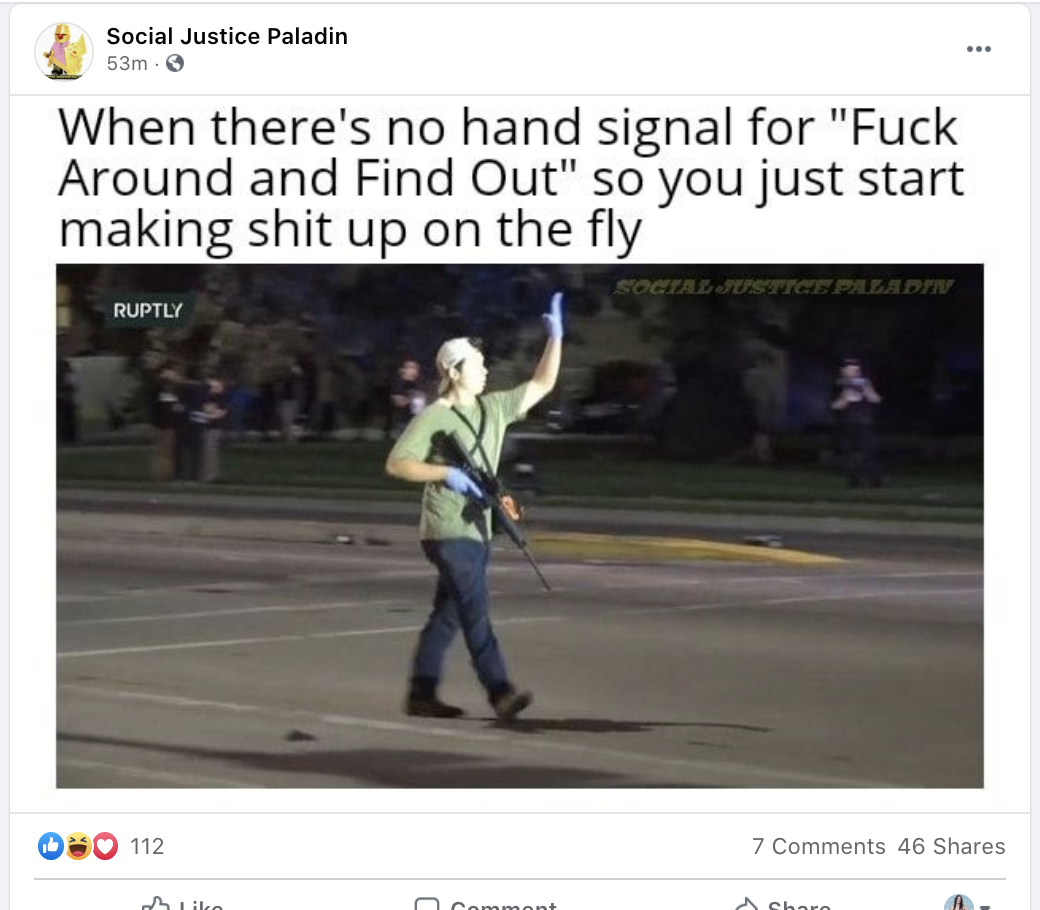 Social Justice Paladin
53m ·
When there's no hand signal for "Fuck
Around and Find Out" so you just start
making shit up on the fly
SOCIAL JUSTICE PALADIN
RUPTLY
112
7 Comments 46 Shares
Like Comment Share